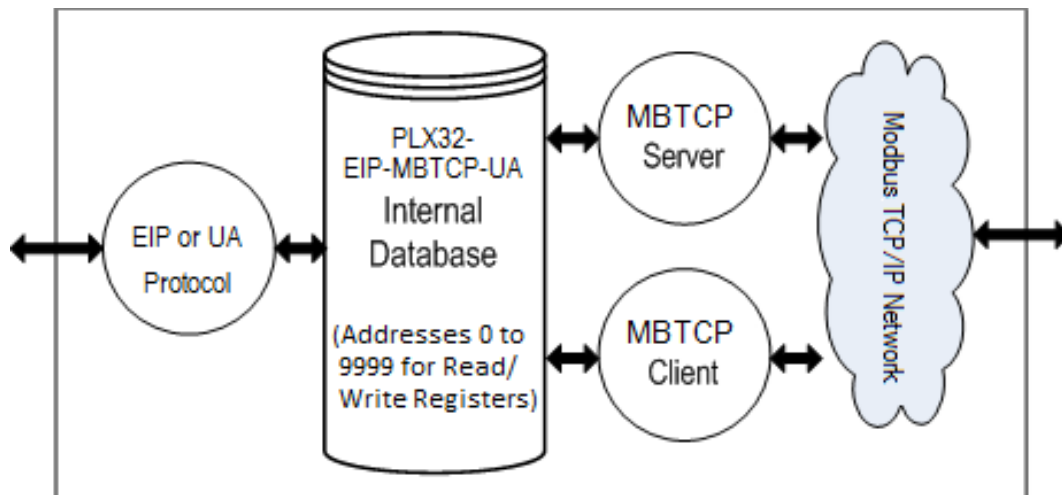 EIP or UA
Protocol
PLX32-
EIP-MBTCP-UA
Internal
Database
(Addresses 0 to
9999 for Read/
Write Registers)
MBTCP
Server
MBTCP
Client
Modbus TCP/IP Network